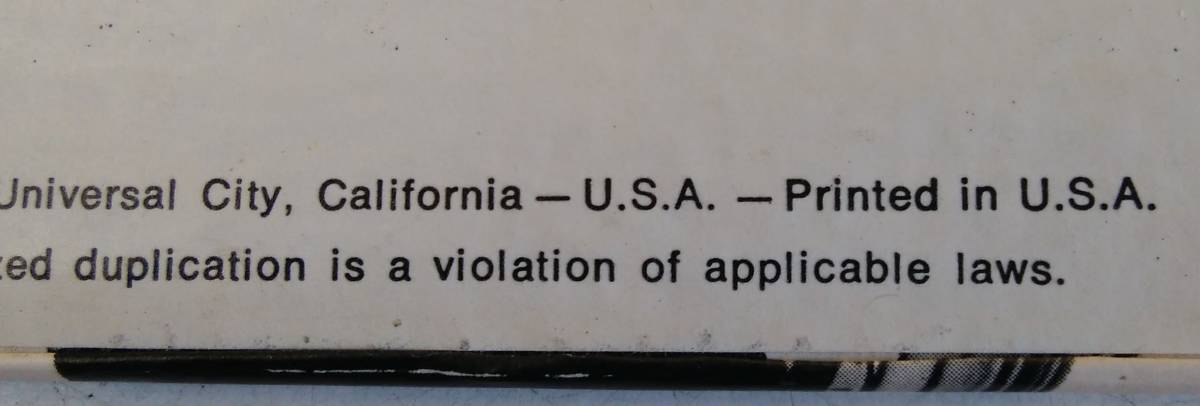 Universal City, California — U.S.A. — Printed in U.S.A.
duplication is a violation of applicable laws.